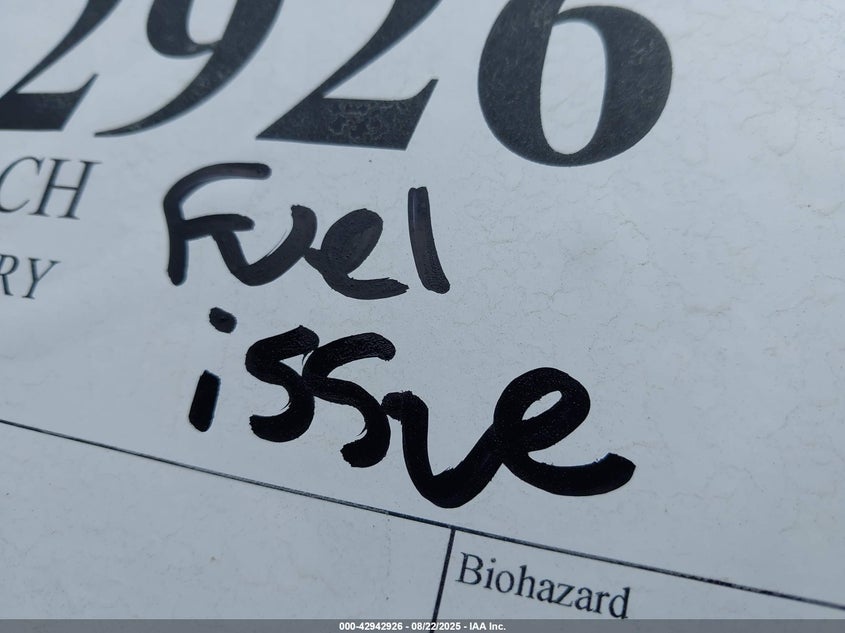 2926
CH
RY
Fuel
issue
Biohazard
000-42942926 - 08/22/2025 - IAA Inc.